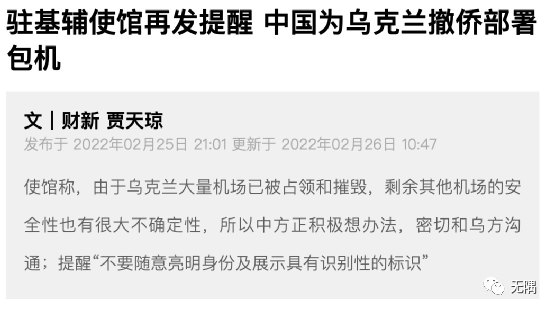 驻基辅使馆再发提醒 中国为乌克兰撤侨部署
包机
文｜财新 贾天琼
发布于 2022年02月25日 21:01 更新于 2022年02月26日 10:47
使馆称，由于乌克兰大量机场已被占领和摧毁，剩余其他机场的安
全性也有很大不确定性，所以中方正积极想办法，密切和乌方沟
通；提醒“不要随意亮明身份及展示具有识别性的标识”
无隅